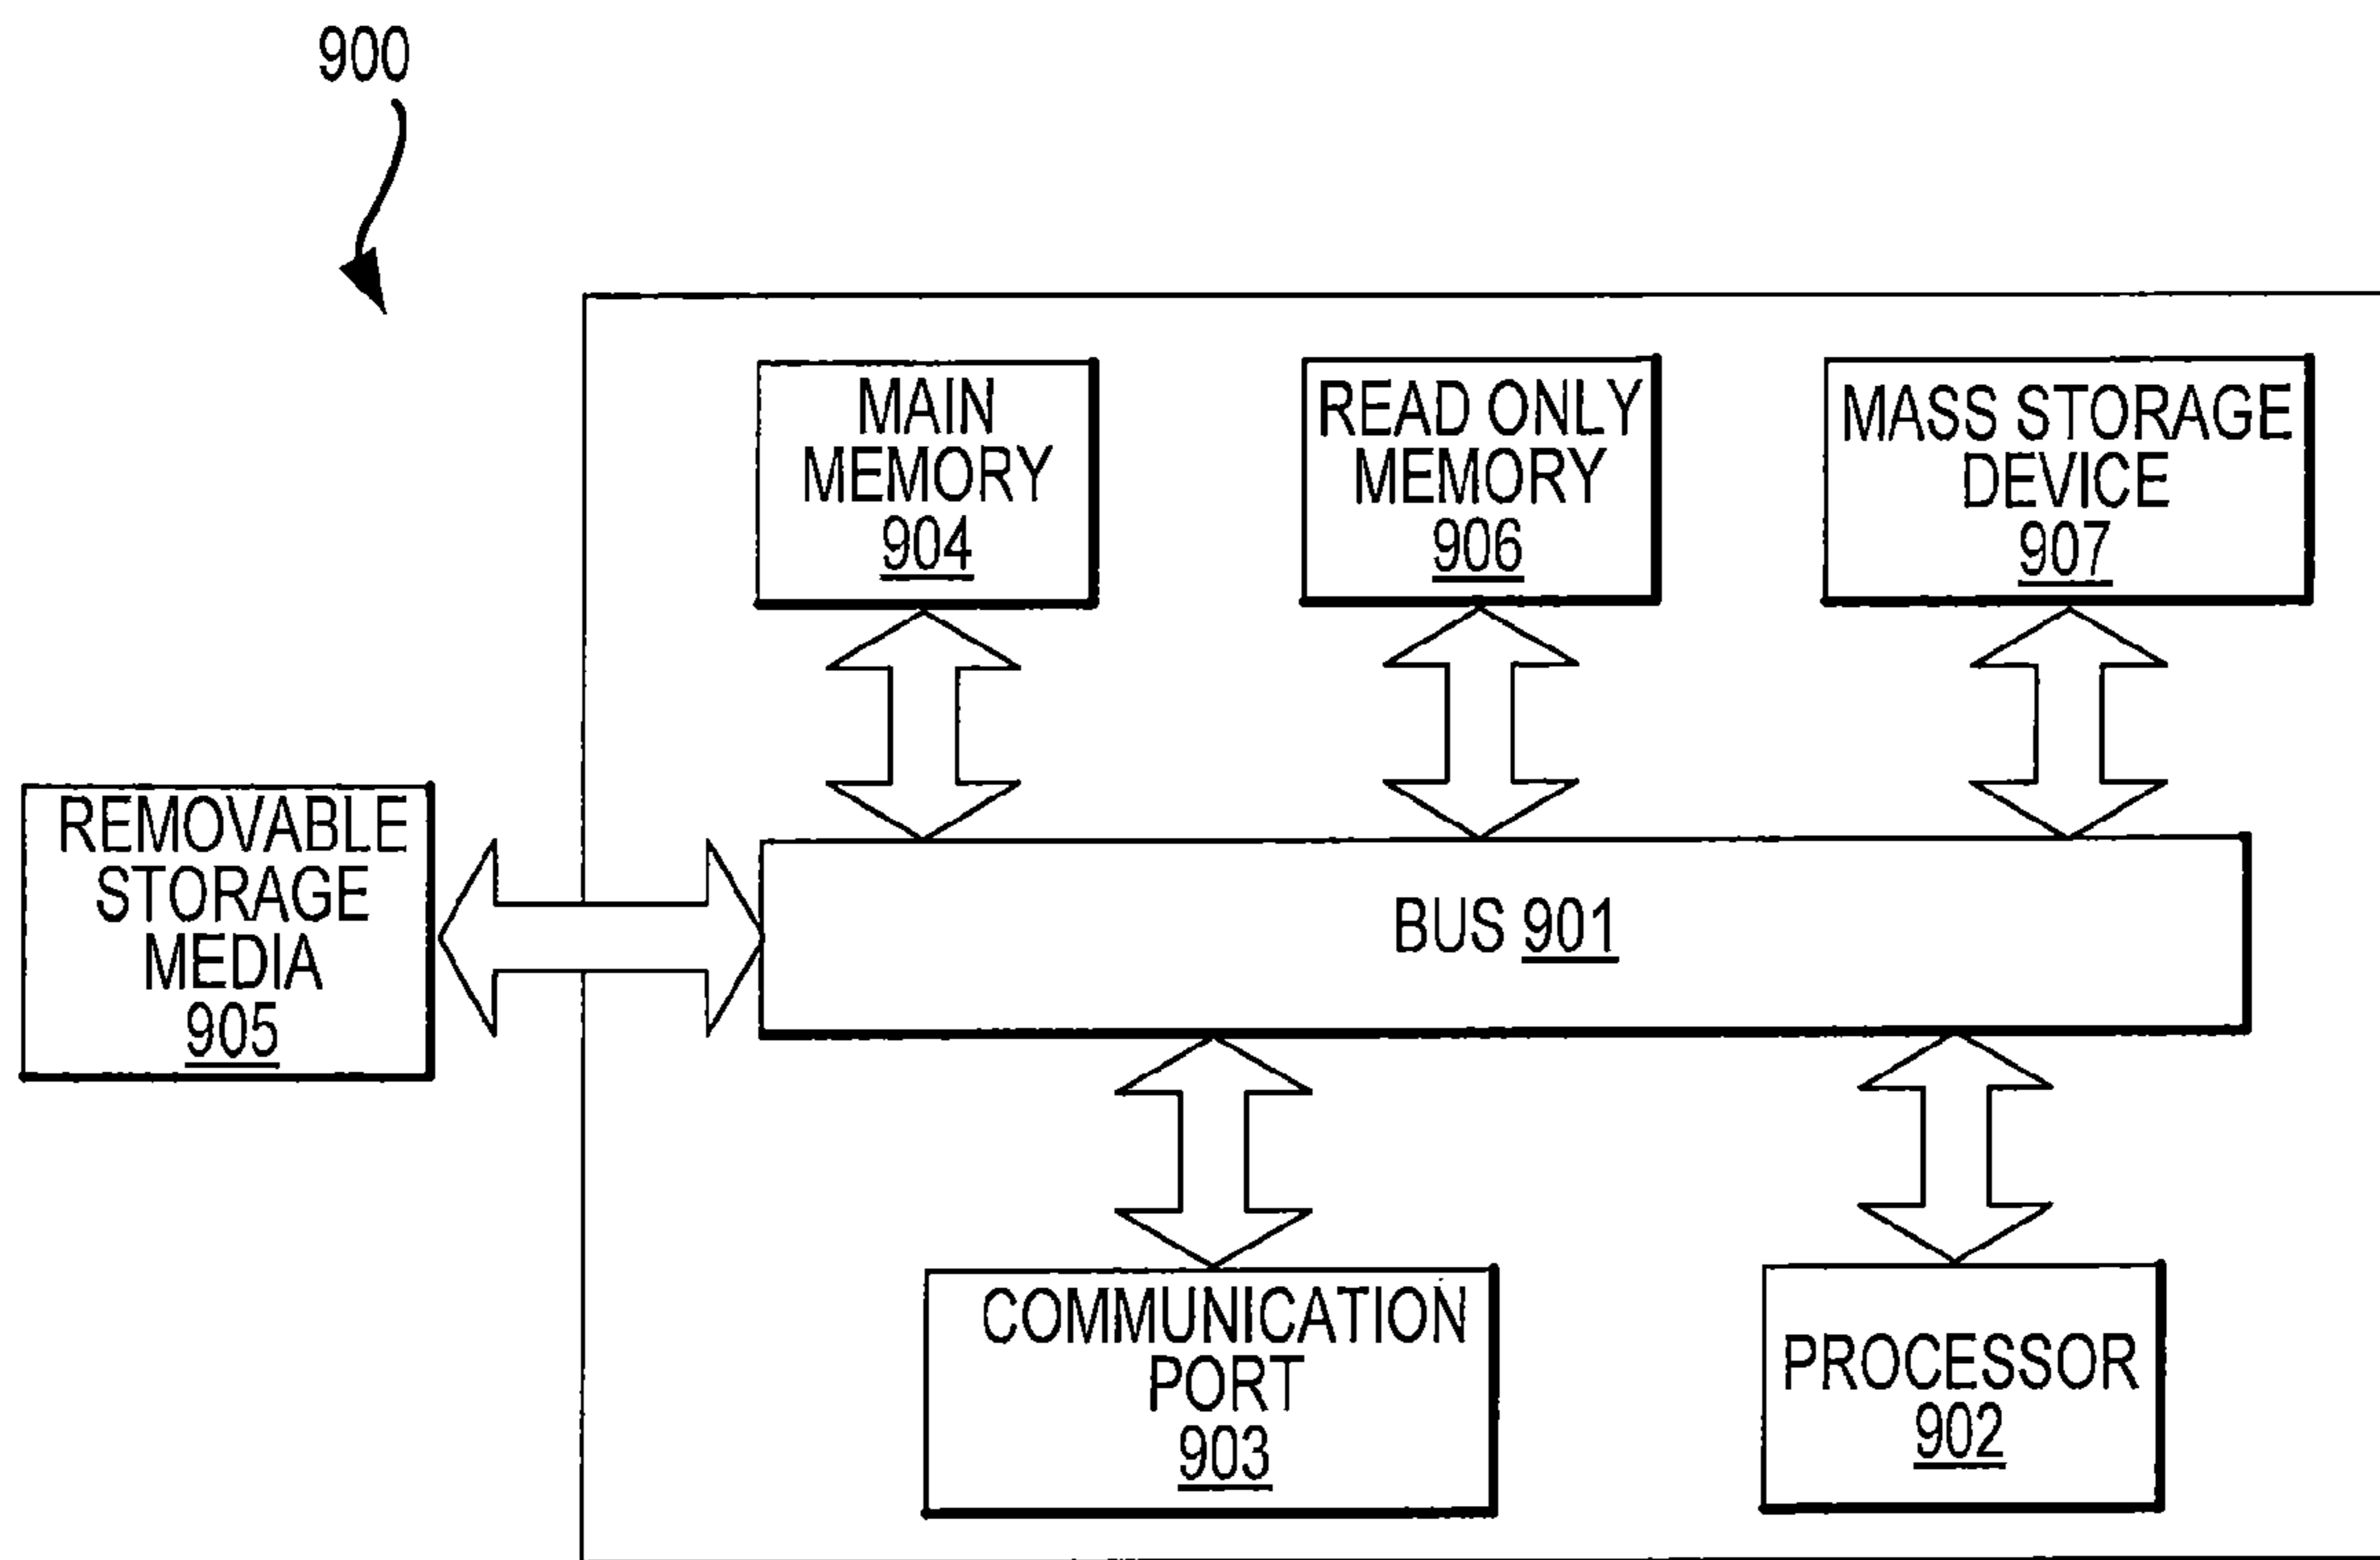 900
MAIN
MEMORY
904
READ ONLY
MEMORY
906
MASS STORAGE
DEVICE
907
REMOVABLE
STORAGE
MEDIA
905
BUS 901
COMMUNICATION
PORT
903
PROCESSOR
902